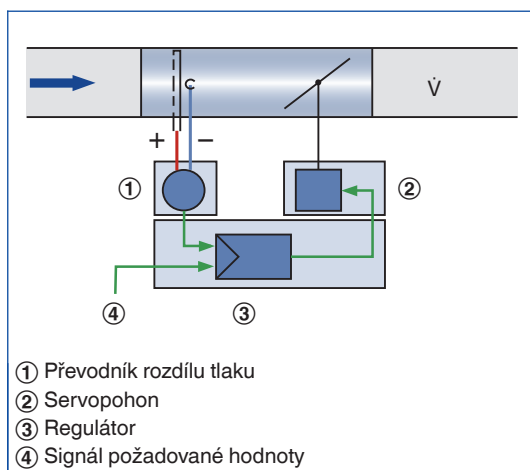 V̇
+ −
①
②
④
③
① Převodník rozdílu tlaku
② Servopohon
③ Regulátor
④ Signál požadované hodnoty